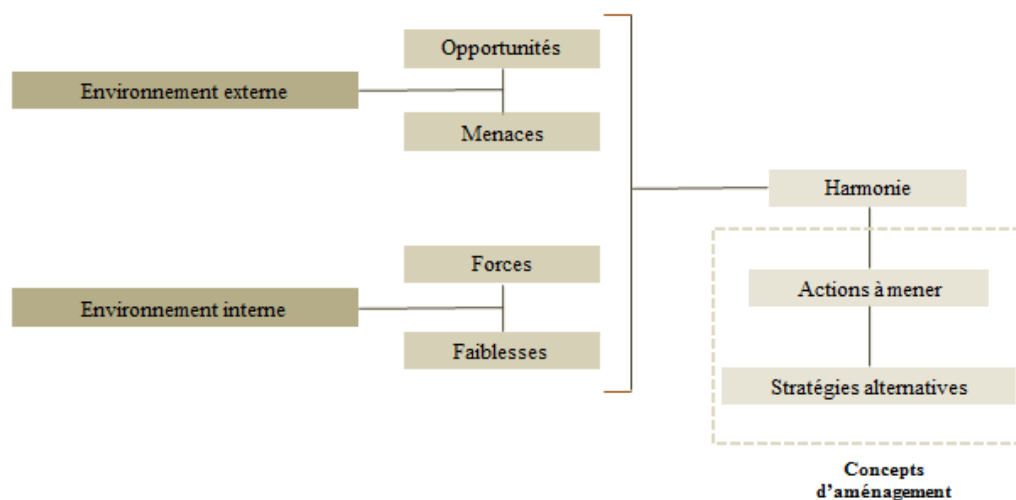 Opportunités
Environnement externe
Menaces
Harmonie
Forces
Actions à mener
Environnement interne
Faiblesses
Stratégies alternatives
Concepts
d'aménagement